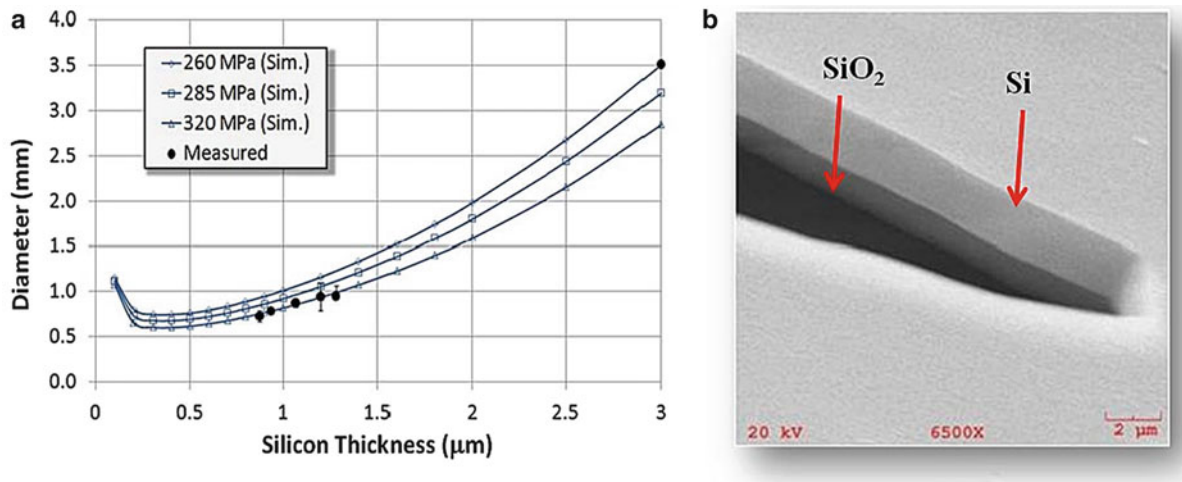 a
4.0
3.5
3.0
2.5
2.0
1.5
1.0
0.5
0.0
Diameter (mm)
260 MPa (Sim.)
285 MPa (Sim.)
320 MPa (Sim.)
Measured
0 0.5 1 1.5 2 2.5 3
Silicon Thickness (μm)
b
SiO₂
Si
20 kV 6500X 2 μm